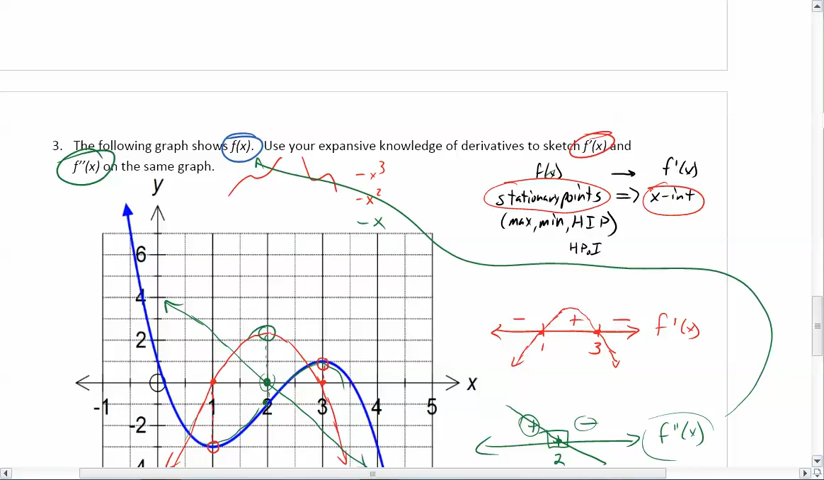 3. The following graph shows f(x). Use your expansive knowledge of derivatives to sketch f'(x) and
f''(x) on the same graph.
f(x) → f'(x)
stationary points ⇒ x-int
(max, min, HIP)
HPoI
-x³
-x²
-x
y
6
4
2
-1 0 1 2 3 4 5 x
-2
-4
- + - f'(x)
1 3
+ - f''(x)
2